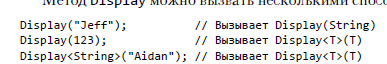 Метод Display можно вызвать несколькими спосо
Display("Jeff");         // Вызывает Display(String)
Display(123);            // Вызывает Display<T>(T)
Display<String>("Aidan"); // Вызывает Display<T>(T)